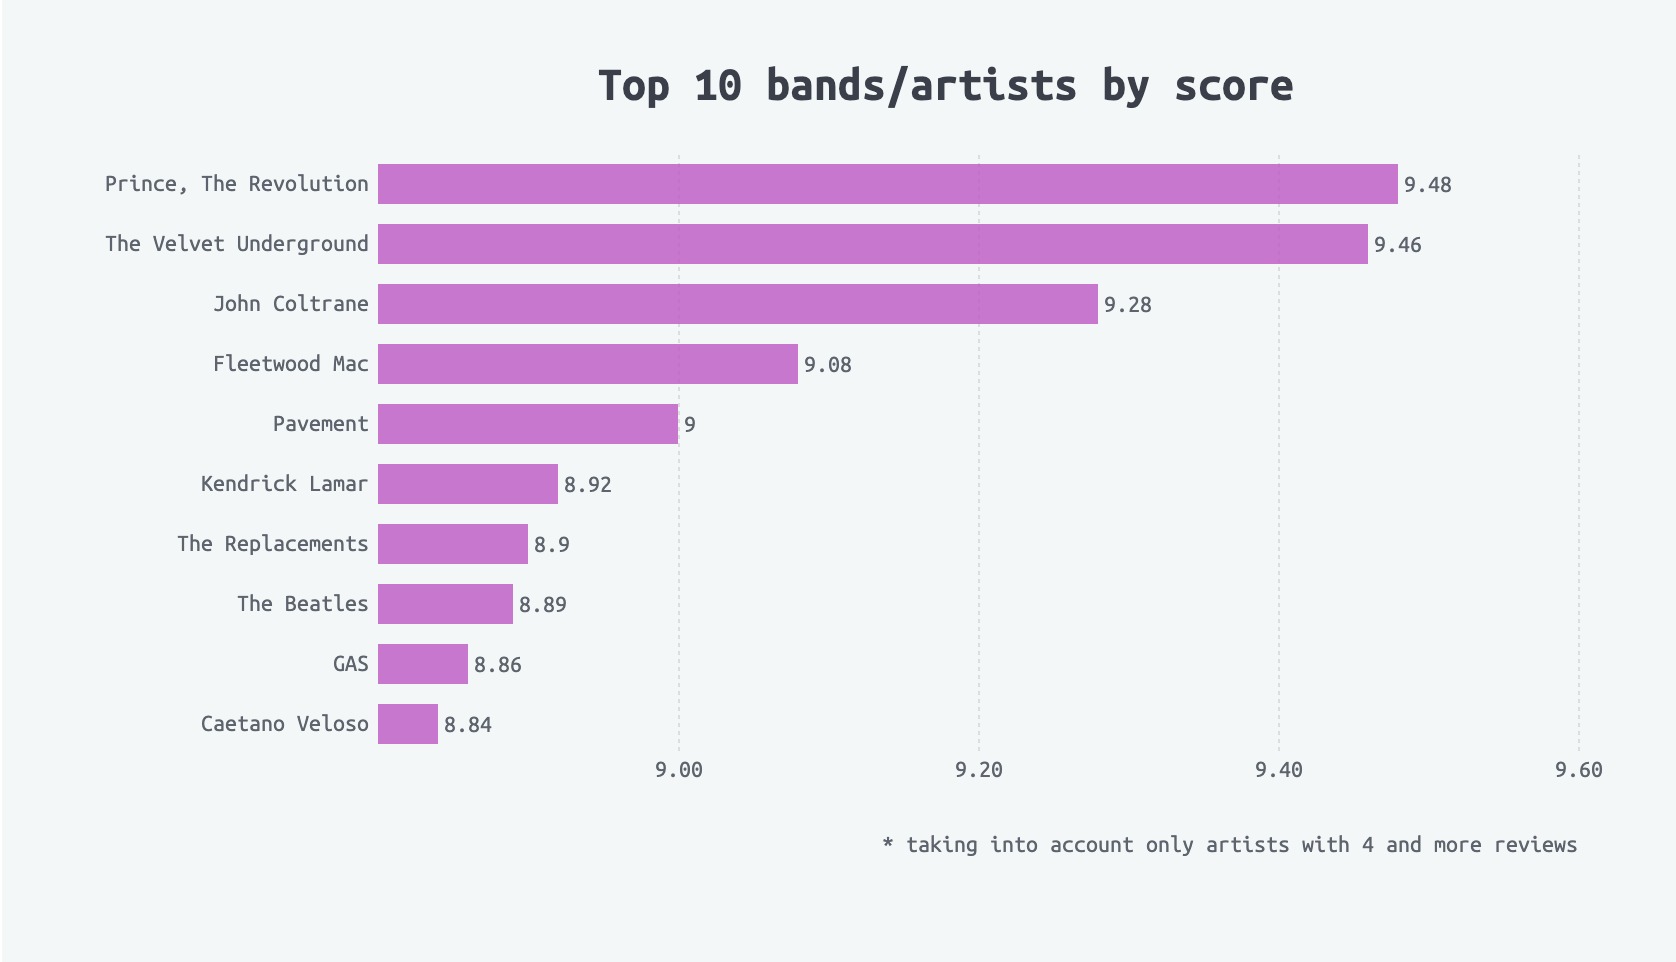 Top 10 bands/artists by score
Prince, The Revolution 9.48
The Velvet Underground 9.46
John Coltrane 9.28
Fleetwood Mac 9.08
Pavement 9
Kendrick Lamar 8.92
The Replacements 8.9
The Beatles 8.89
GAS 8.86
Caetano Veloso 8.84
9.00 9.20 9.40 9.60
* taking into account only artists with 4 and more reviews